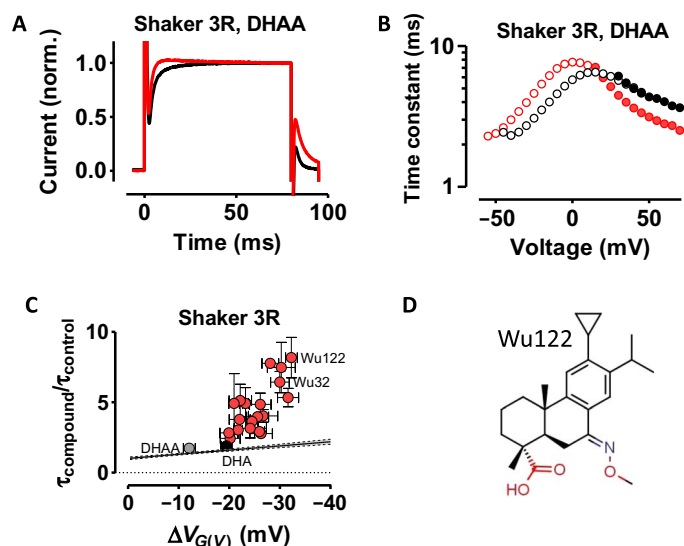 A
Shaker 3R, DHAA
Current (norm.)
1.0
0.5
0.0
0
50
100
Time (ms)
B
Shaker 3R, DHAA
Time constant (ms)
10
1
−50
0
50
Voltage (mV)
C
Shaker 3R
τcompound/τcontrol
10
5
0
Wu122
Wu32
DHAA
DHA
0
−10
−20
−30
−40
ΔVG(V) (mV)
D
Wu122
N
O
O
HO